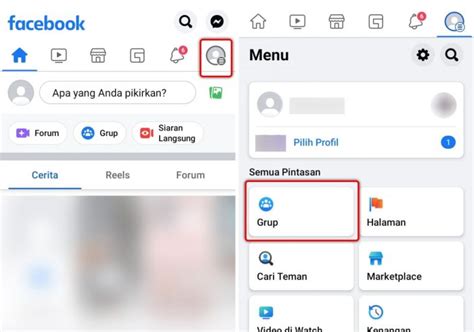 facebook
6
Apa yang Anda pikirkan?
Forum
Grup
Siaran
Langsung
Cerita
Reels
Forum
6
Menu
Pilih Profil
1
Semua Pintasan
Grup
Halaman
Cari Teman
Marketplace
Video di Watch
Kenangan